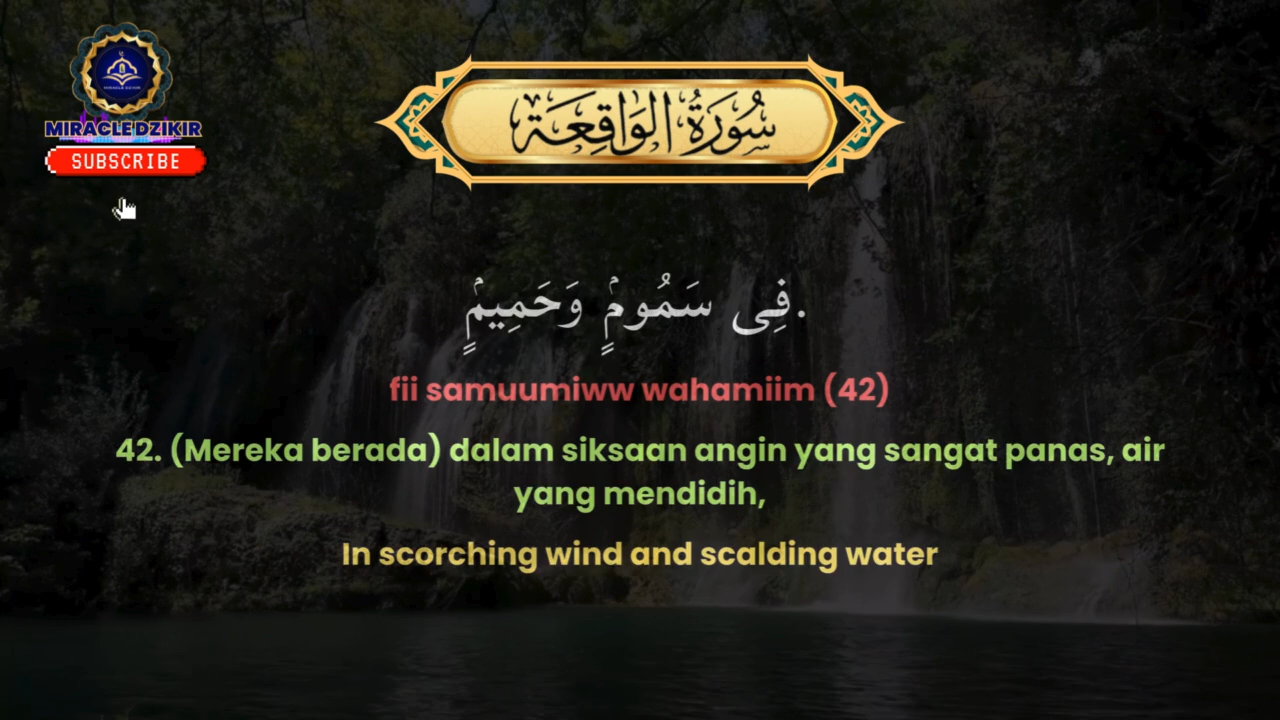 MIRACLEDZIKIR
SUBSCRIBE
سُورَةُ الوَاقِعَة
فِى سَمُومٍۢ وَحَمِيمٍۢ.
fii samuumiww wahamiim (42)
42. (Mereka berada) dalam siksaan angin yang sangat panas, air
yang mendidih,
In scorching wind and scalding water